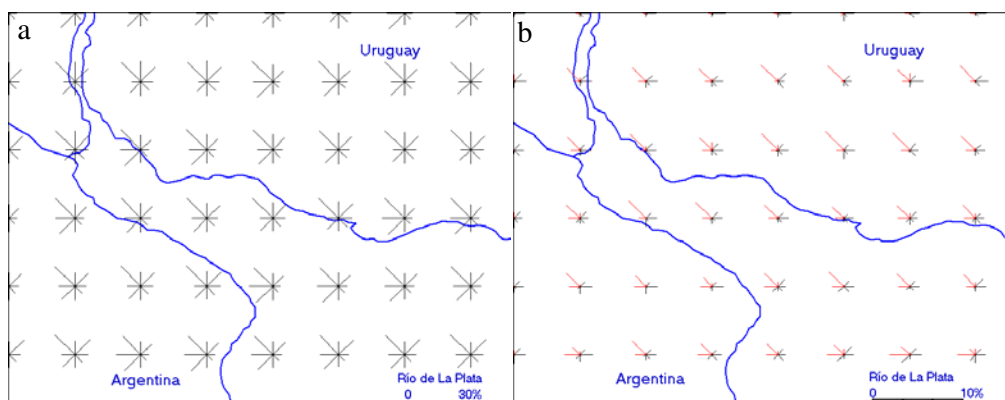 a
Uruguay
Argentina
Río de La Plata
0 30%
b
Uruguay
Argentina
Río de La Plata
0 10%